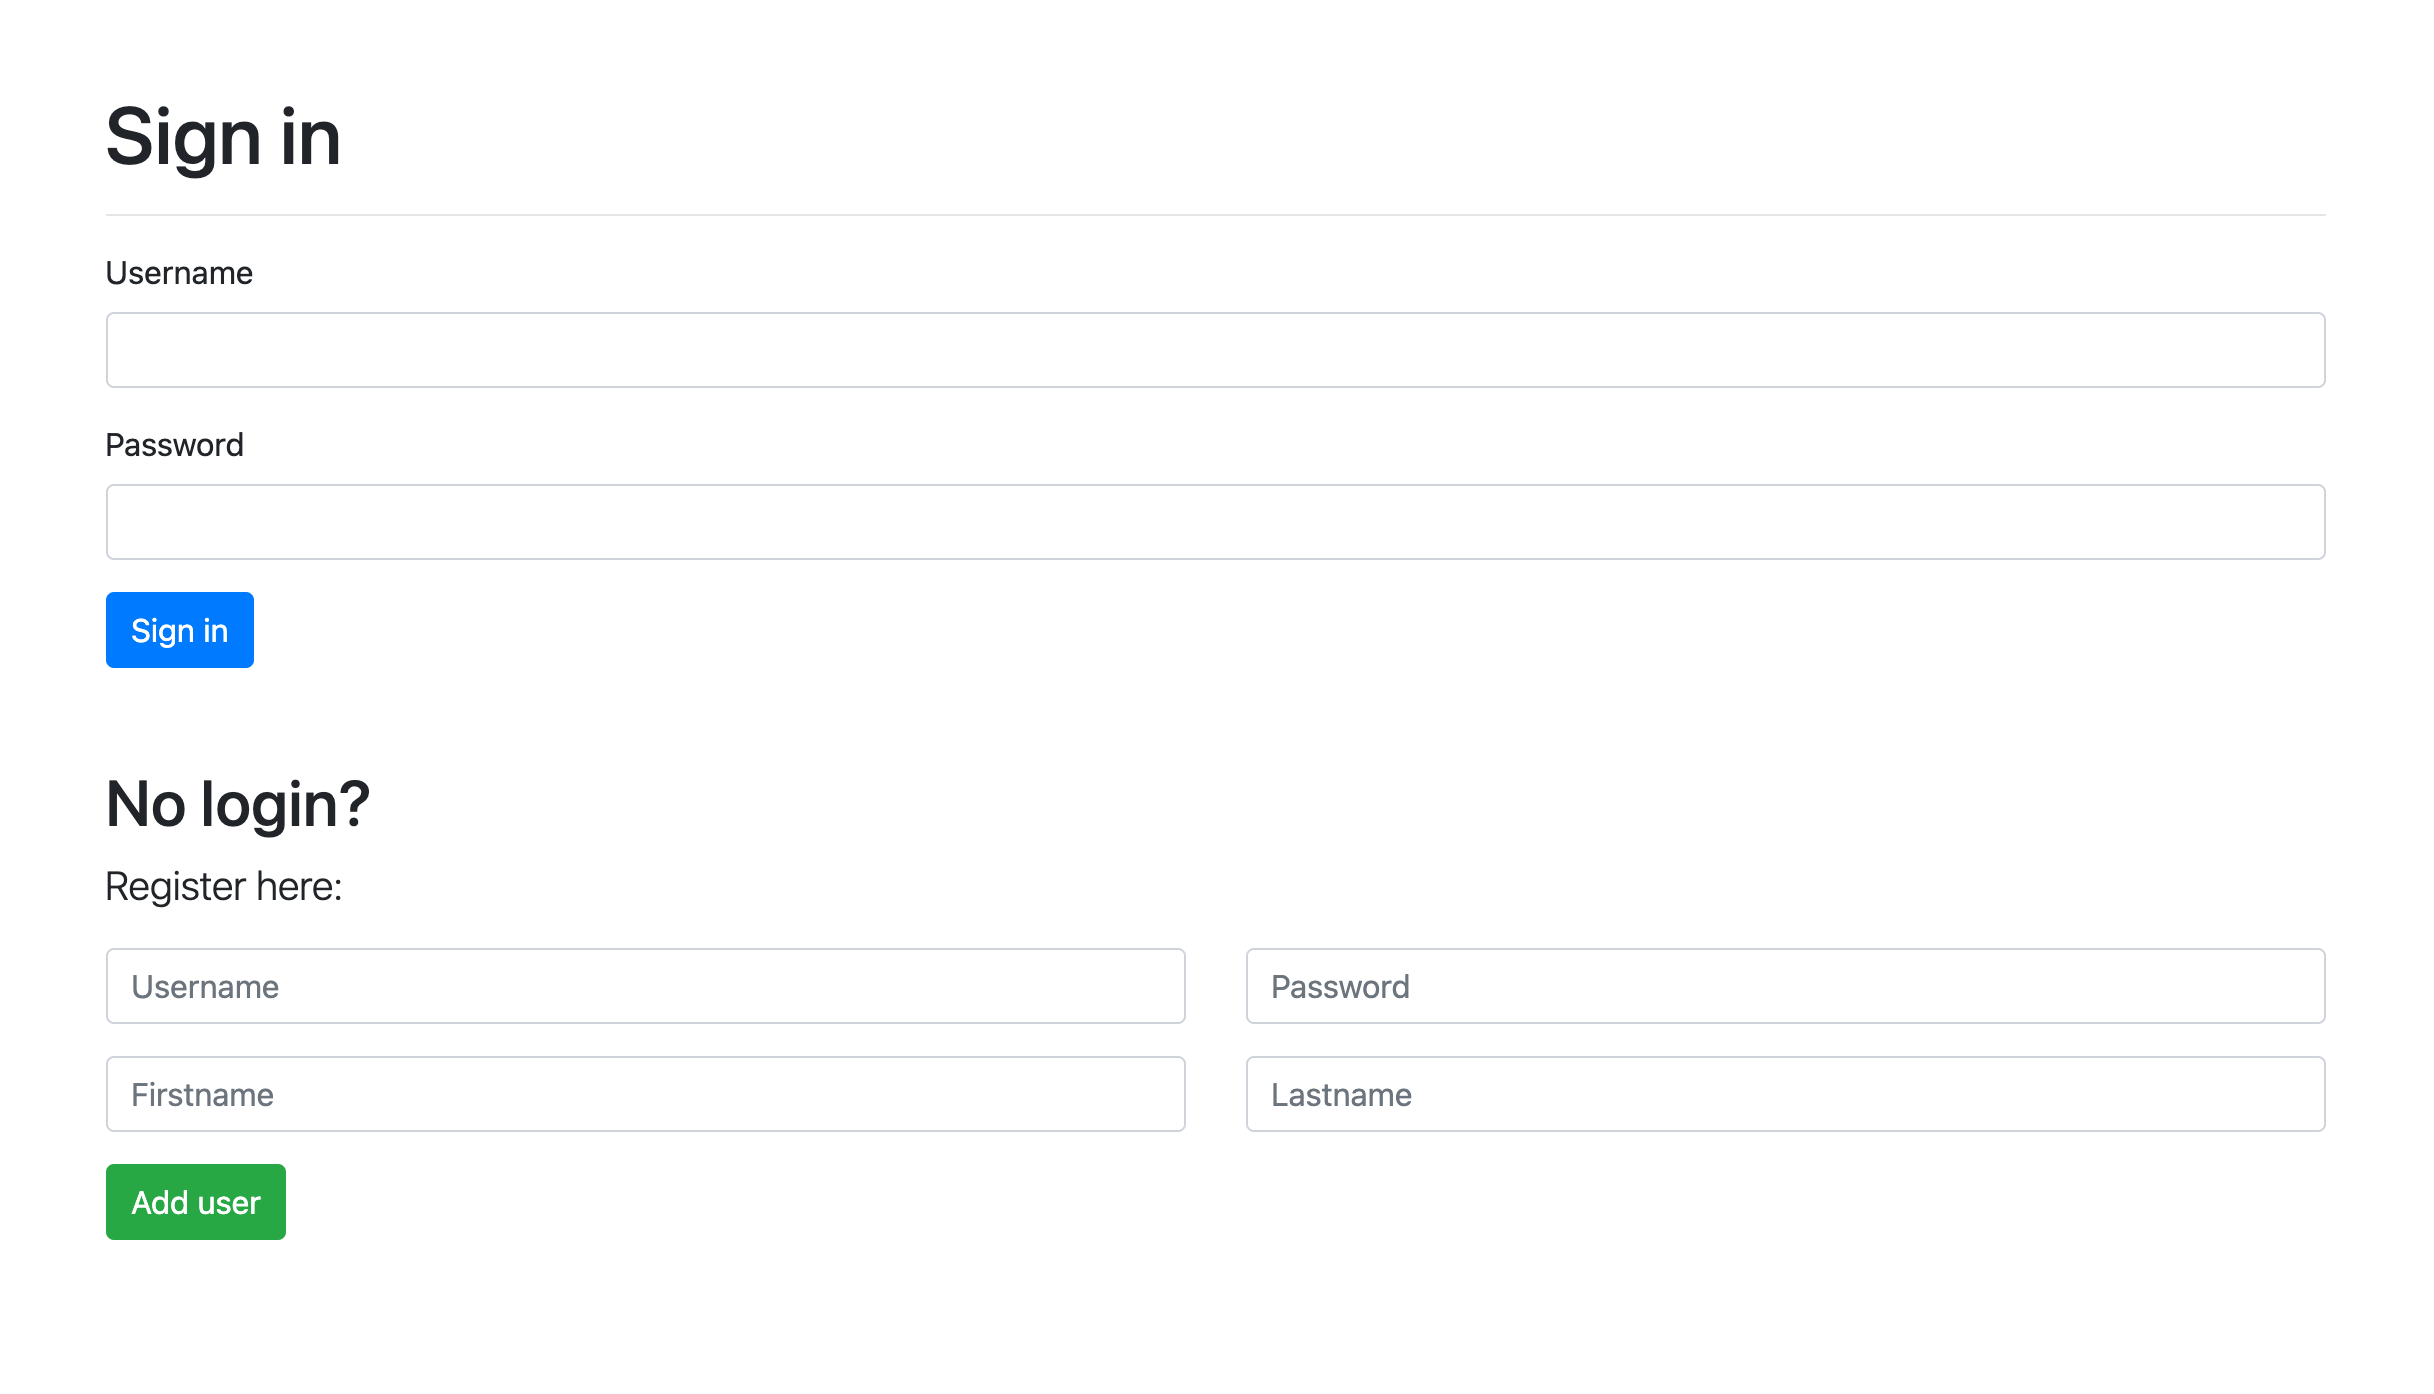 Sign in
Username
Password
Sign in
No login?
Register here:
Username Password
Firstname Lastname
Add user